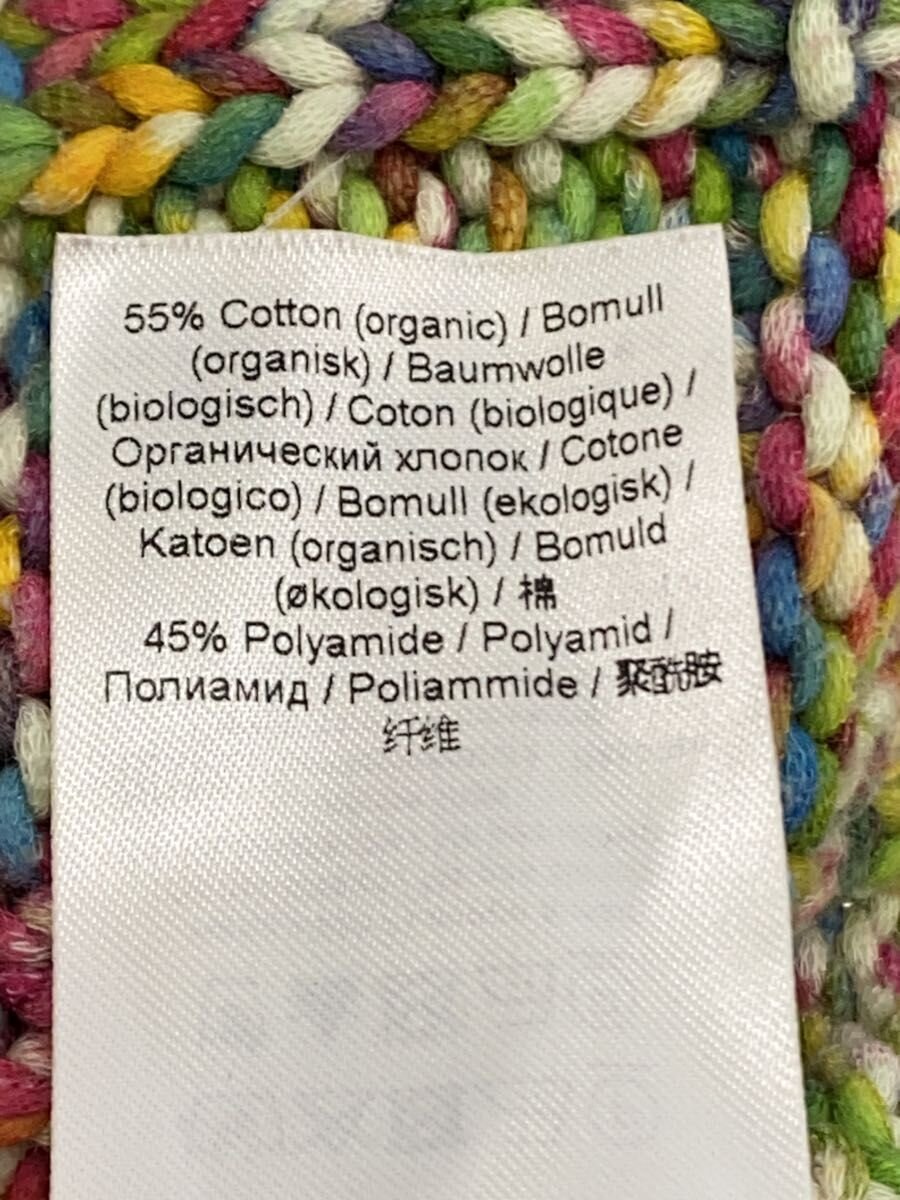 55% Cotton (organic) / Bomull
(organisk) / Baumwolle
(biologisch) / Coton (biologique) /
Органический хлопок / Cotone
(biologico) / Bomull (ekologisk) /
Katoen (organisch) / Bomuld
(økologisk) / 棉
45% Polyamide / Polyamid /
Полиамид / Poliammide / 聚酰胺
纤维